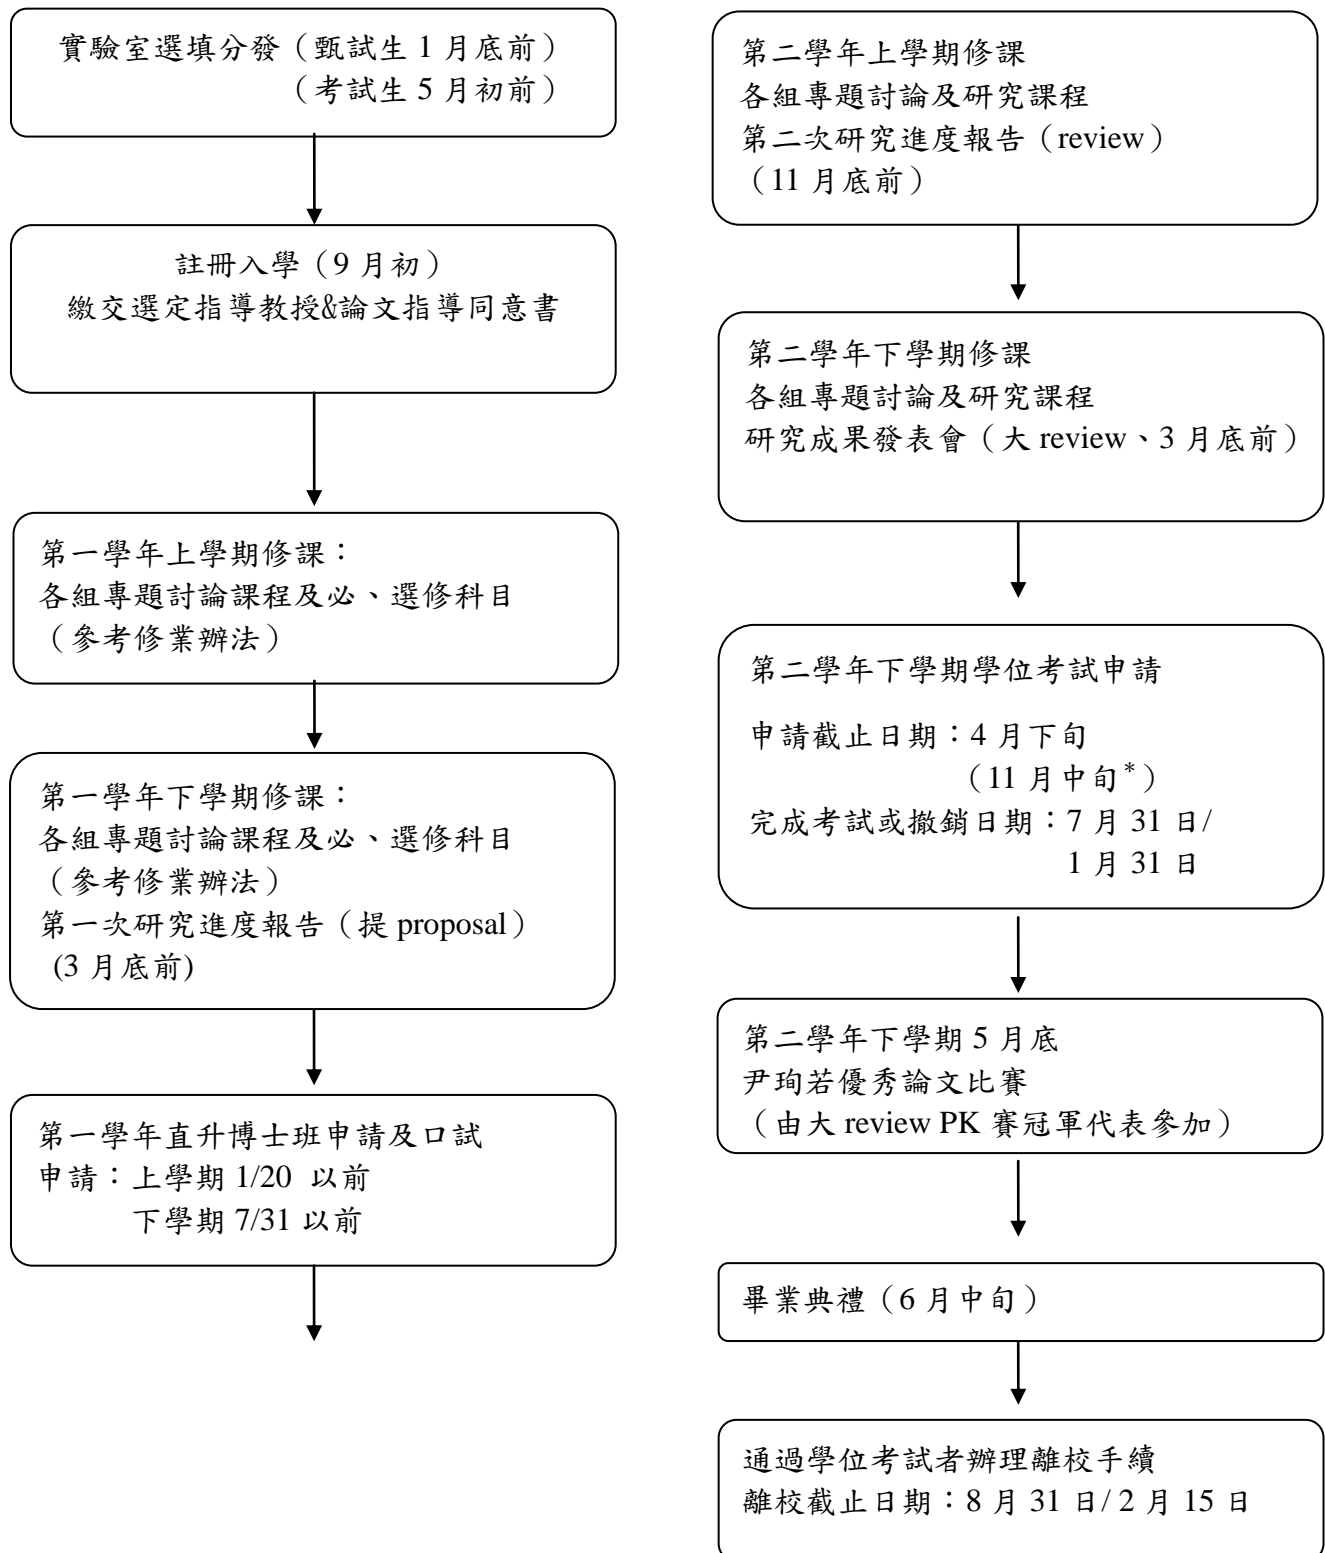 實驗室選填分發（甄試生 1 月底前）
（考試生 5 月初前）
註冊入學（9 月初）
繳交選定指導教授&論文指導同意書
第一學年上學期修課：
各組專題討論課程及必、選修科目
（參考修業辦法）
第一學年下學期修課：
各組專題討論課程及必、選修科目
（參考修業辦法）
第一次研究進度報告（提 proposal）
(3 月底前)
第一學年直升博士班申請及口試
申請：上學期 1/20 以前
下學期 7/31 以前
第二學年上學期修課
各組專題討論及研究課程
第二次研究進度報告（review）
（11 月底前）
第二學年下學期修課
各組專題討論及研究課程
研究成果發表會（大 review、3 月底前）
第二學年下學期學位考試申請
申請截止日期：4 月下旬
（11 月中旬*）
完成考試或撤銷日期：7 月 31 日/
1 月 31 日
第二學年下學期 5 月底
尹珣若優秀論文比賽
（由大 review PK 賽冠軍代表參加）
畢業典禮（6 月中旬）
通過學位考試者辦理離校手續
離校截止日期：8 月 31 日/ 2 月 15 日